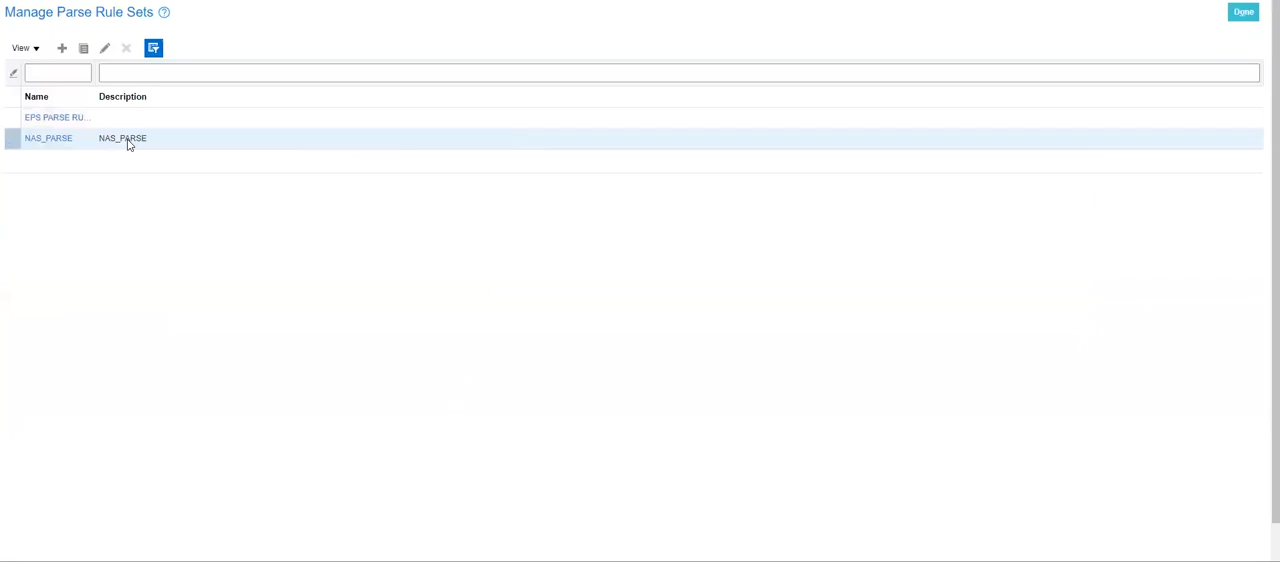 Manage Parse Rule Sets
Done
View
Name Description
EPS PARSE RU...
NAS_PARSE NAS_PARSE